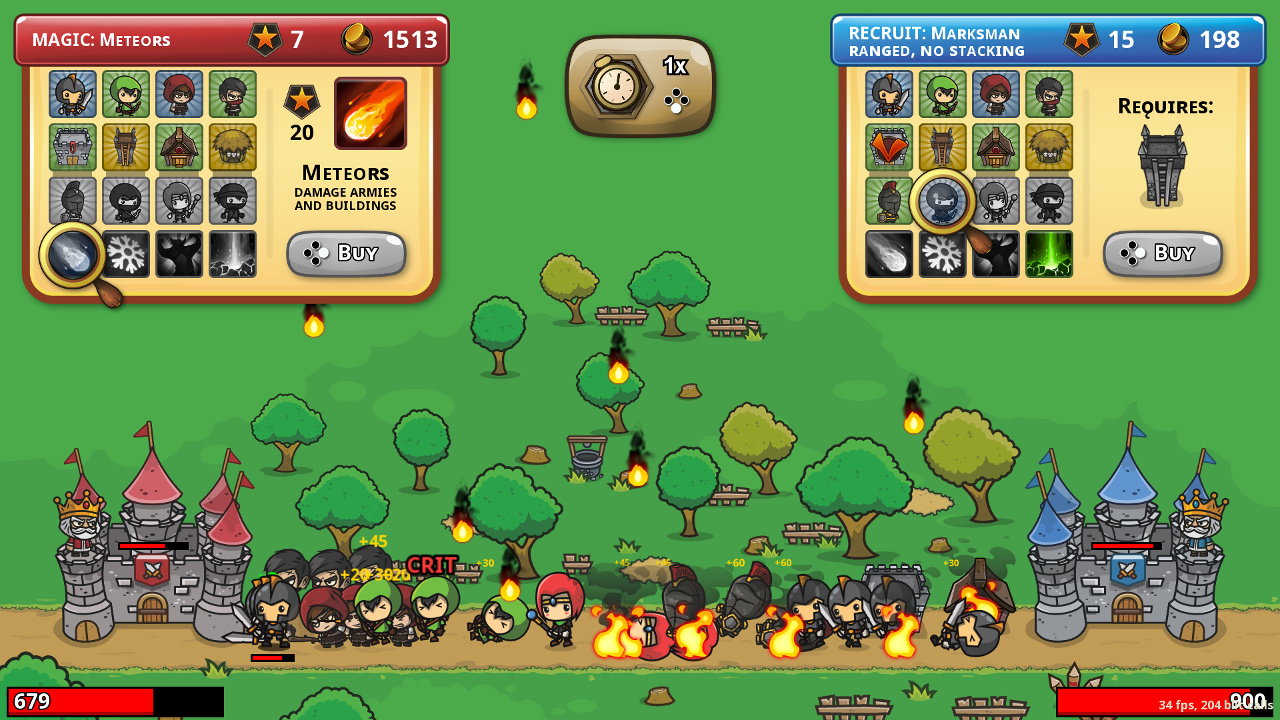 MAGIC: METEORS
7
1513
20
METEORS
DAMAGE ARMIES
AND BUILDINGS
BUY
1x
RECRUIT: MARKSMAN
RANGED, NO STACKING
15
198
REQUIRES:
BUY
+45
CRIT
+30
+45
+60
+60
+30
679
900
34 fps, 204